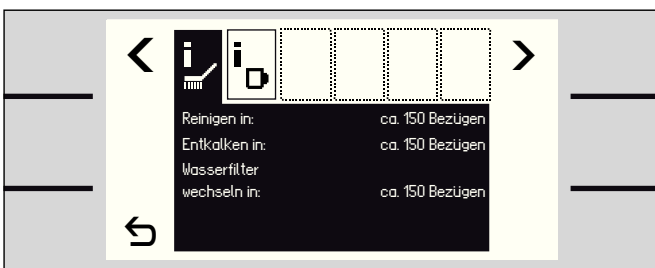 i i
Reinigen in: ca. 150 Bezügen
Entkalken in: ca. 150 Bezügen
Wasserfilter
wechseln in: ca. 150 Bezügen